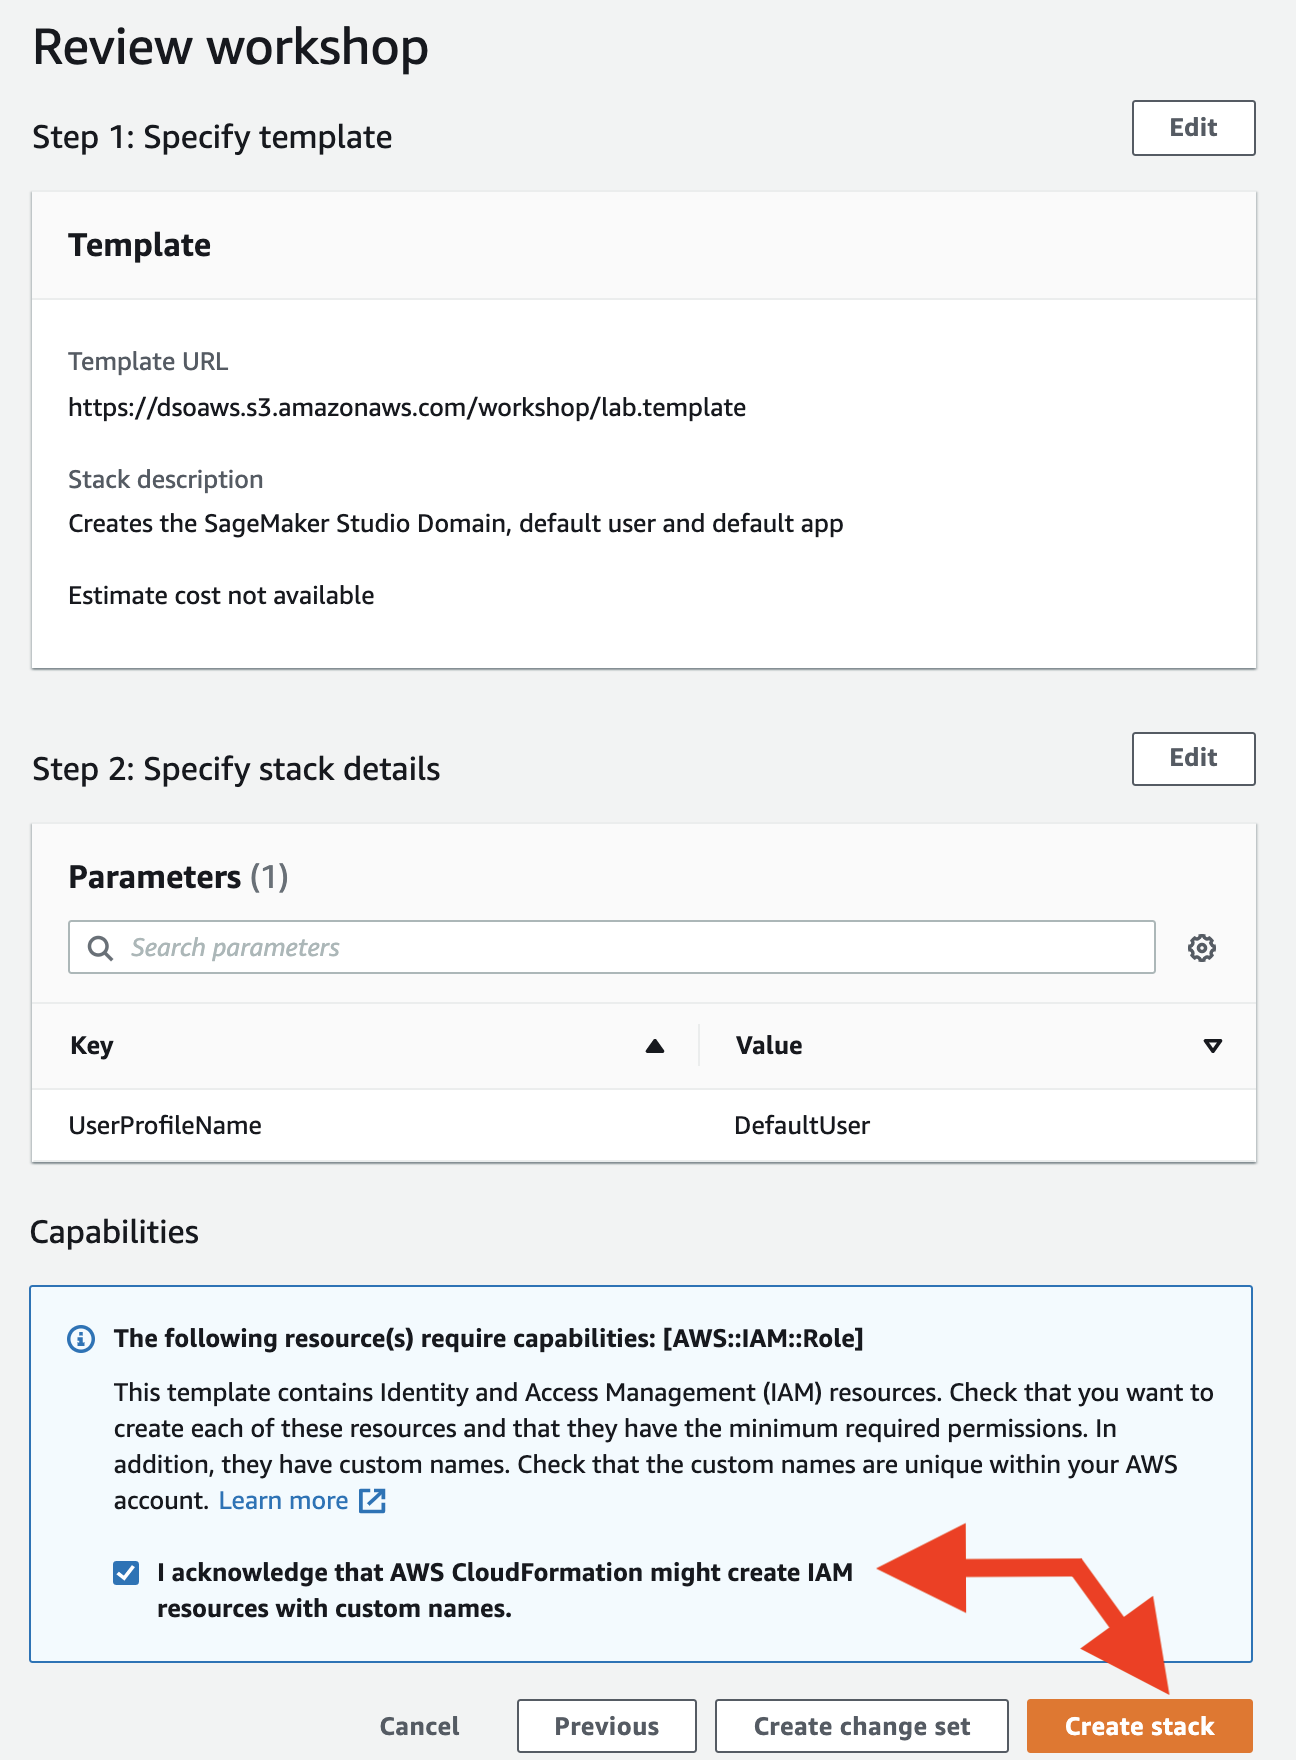 Review workshop
Step 1: Specify template
Edit
Template
Template URL
https://dsoaws.s3.amazonaws.com/workshop/lab.template
Stack description
Creates the SageMaker Studio Domain, default user and default app
Estimate cost not available
Step 2: Specify stack details
Edit
Parameters (1)
Search parameters
Key
Value
UserProfileName
DefaultUser
Capabilities
The following resource(s) require capabilities: [AWS::IAM::Role]
This template contains Identity and Access Management (IAM) resources. Check that you want to
create each of these resources and that they have the minimum required permissions. In
addition, they have custom names. Check that the custom names are unique within your AWS
account. Learn more
I acknowledge that AWS CloudFormation might create IAM
resources with custom names.
Cancel
Previous
Create change set
Create stack